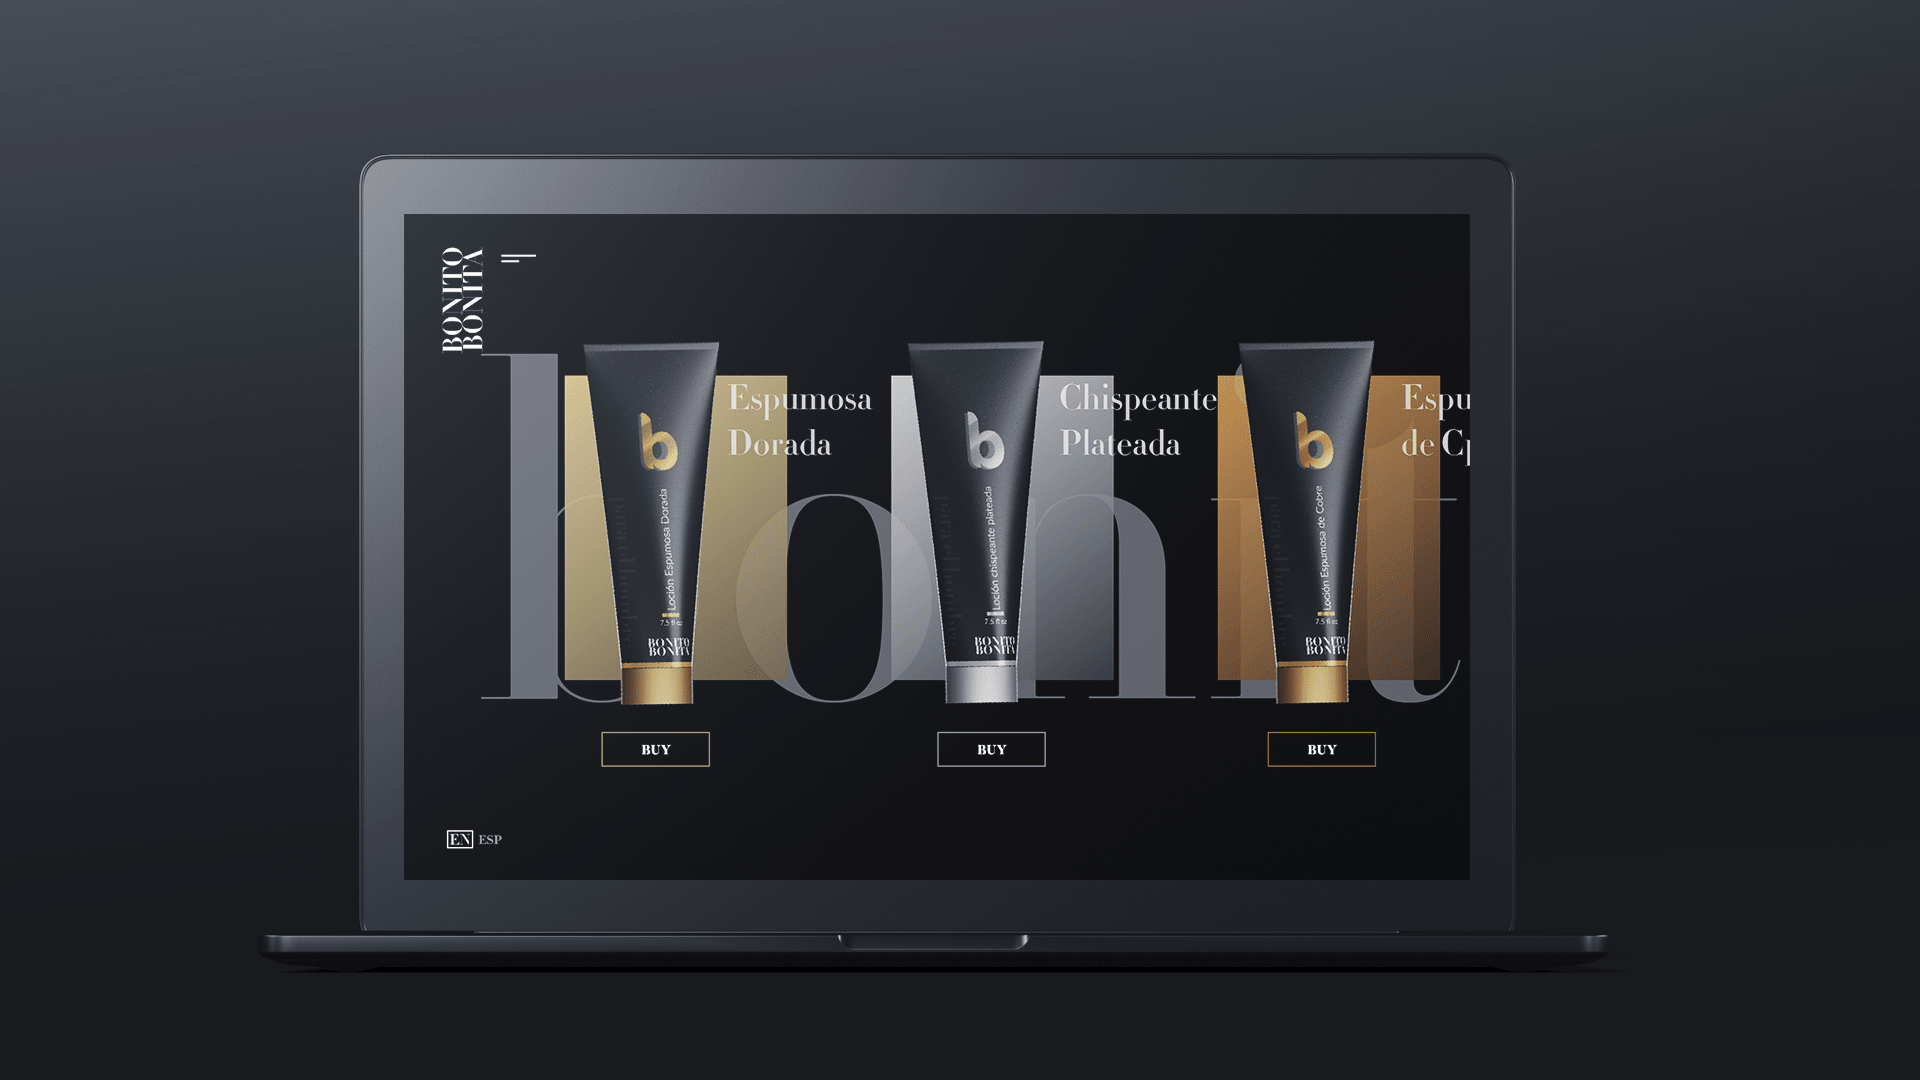 BONITO
BONITA
bonit
Espumosa
Dorada
Chispeante
Plateada
Espu
de Cp
b
Loción Espumosa Dorada
7.5 fl oz
BONITO
BONITA
b
Loción chispeante plateada
7.5 fl oz
BONITO
BONITA
b
Loción Espumosa de Cobre
7.5 fl oz
BONITO
BONITA
BUY
BUY
BUY
EN ESP